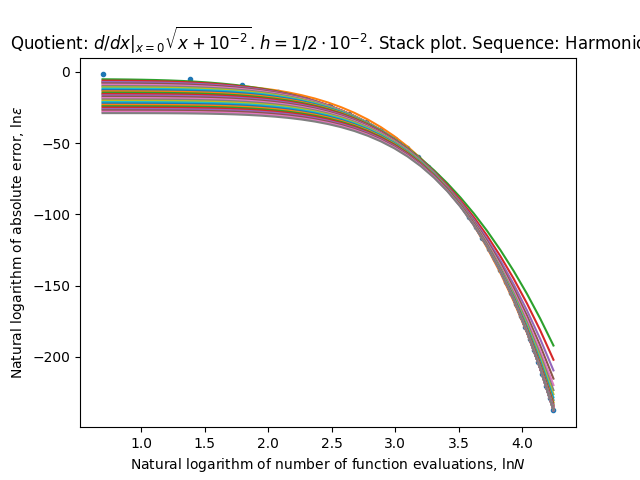 Quotient: $d/dx|_{x=0}\sqrt{x+10^{-2}}$. $h=1/2\cdot10^{-2}$. Stack plot. Sequence: Harmonic
0
−50
−100
−150
−200
1.0 1.5 2.0 2.5 3.0 3.5 4.0
Natural logarithm of absolute error, lnε
Natural logarithm of number of function evaluations, lnN